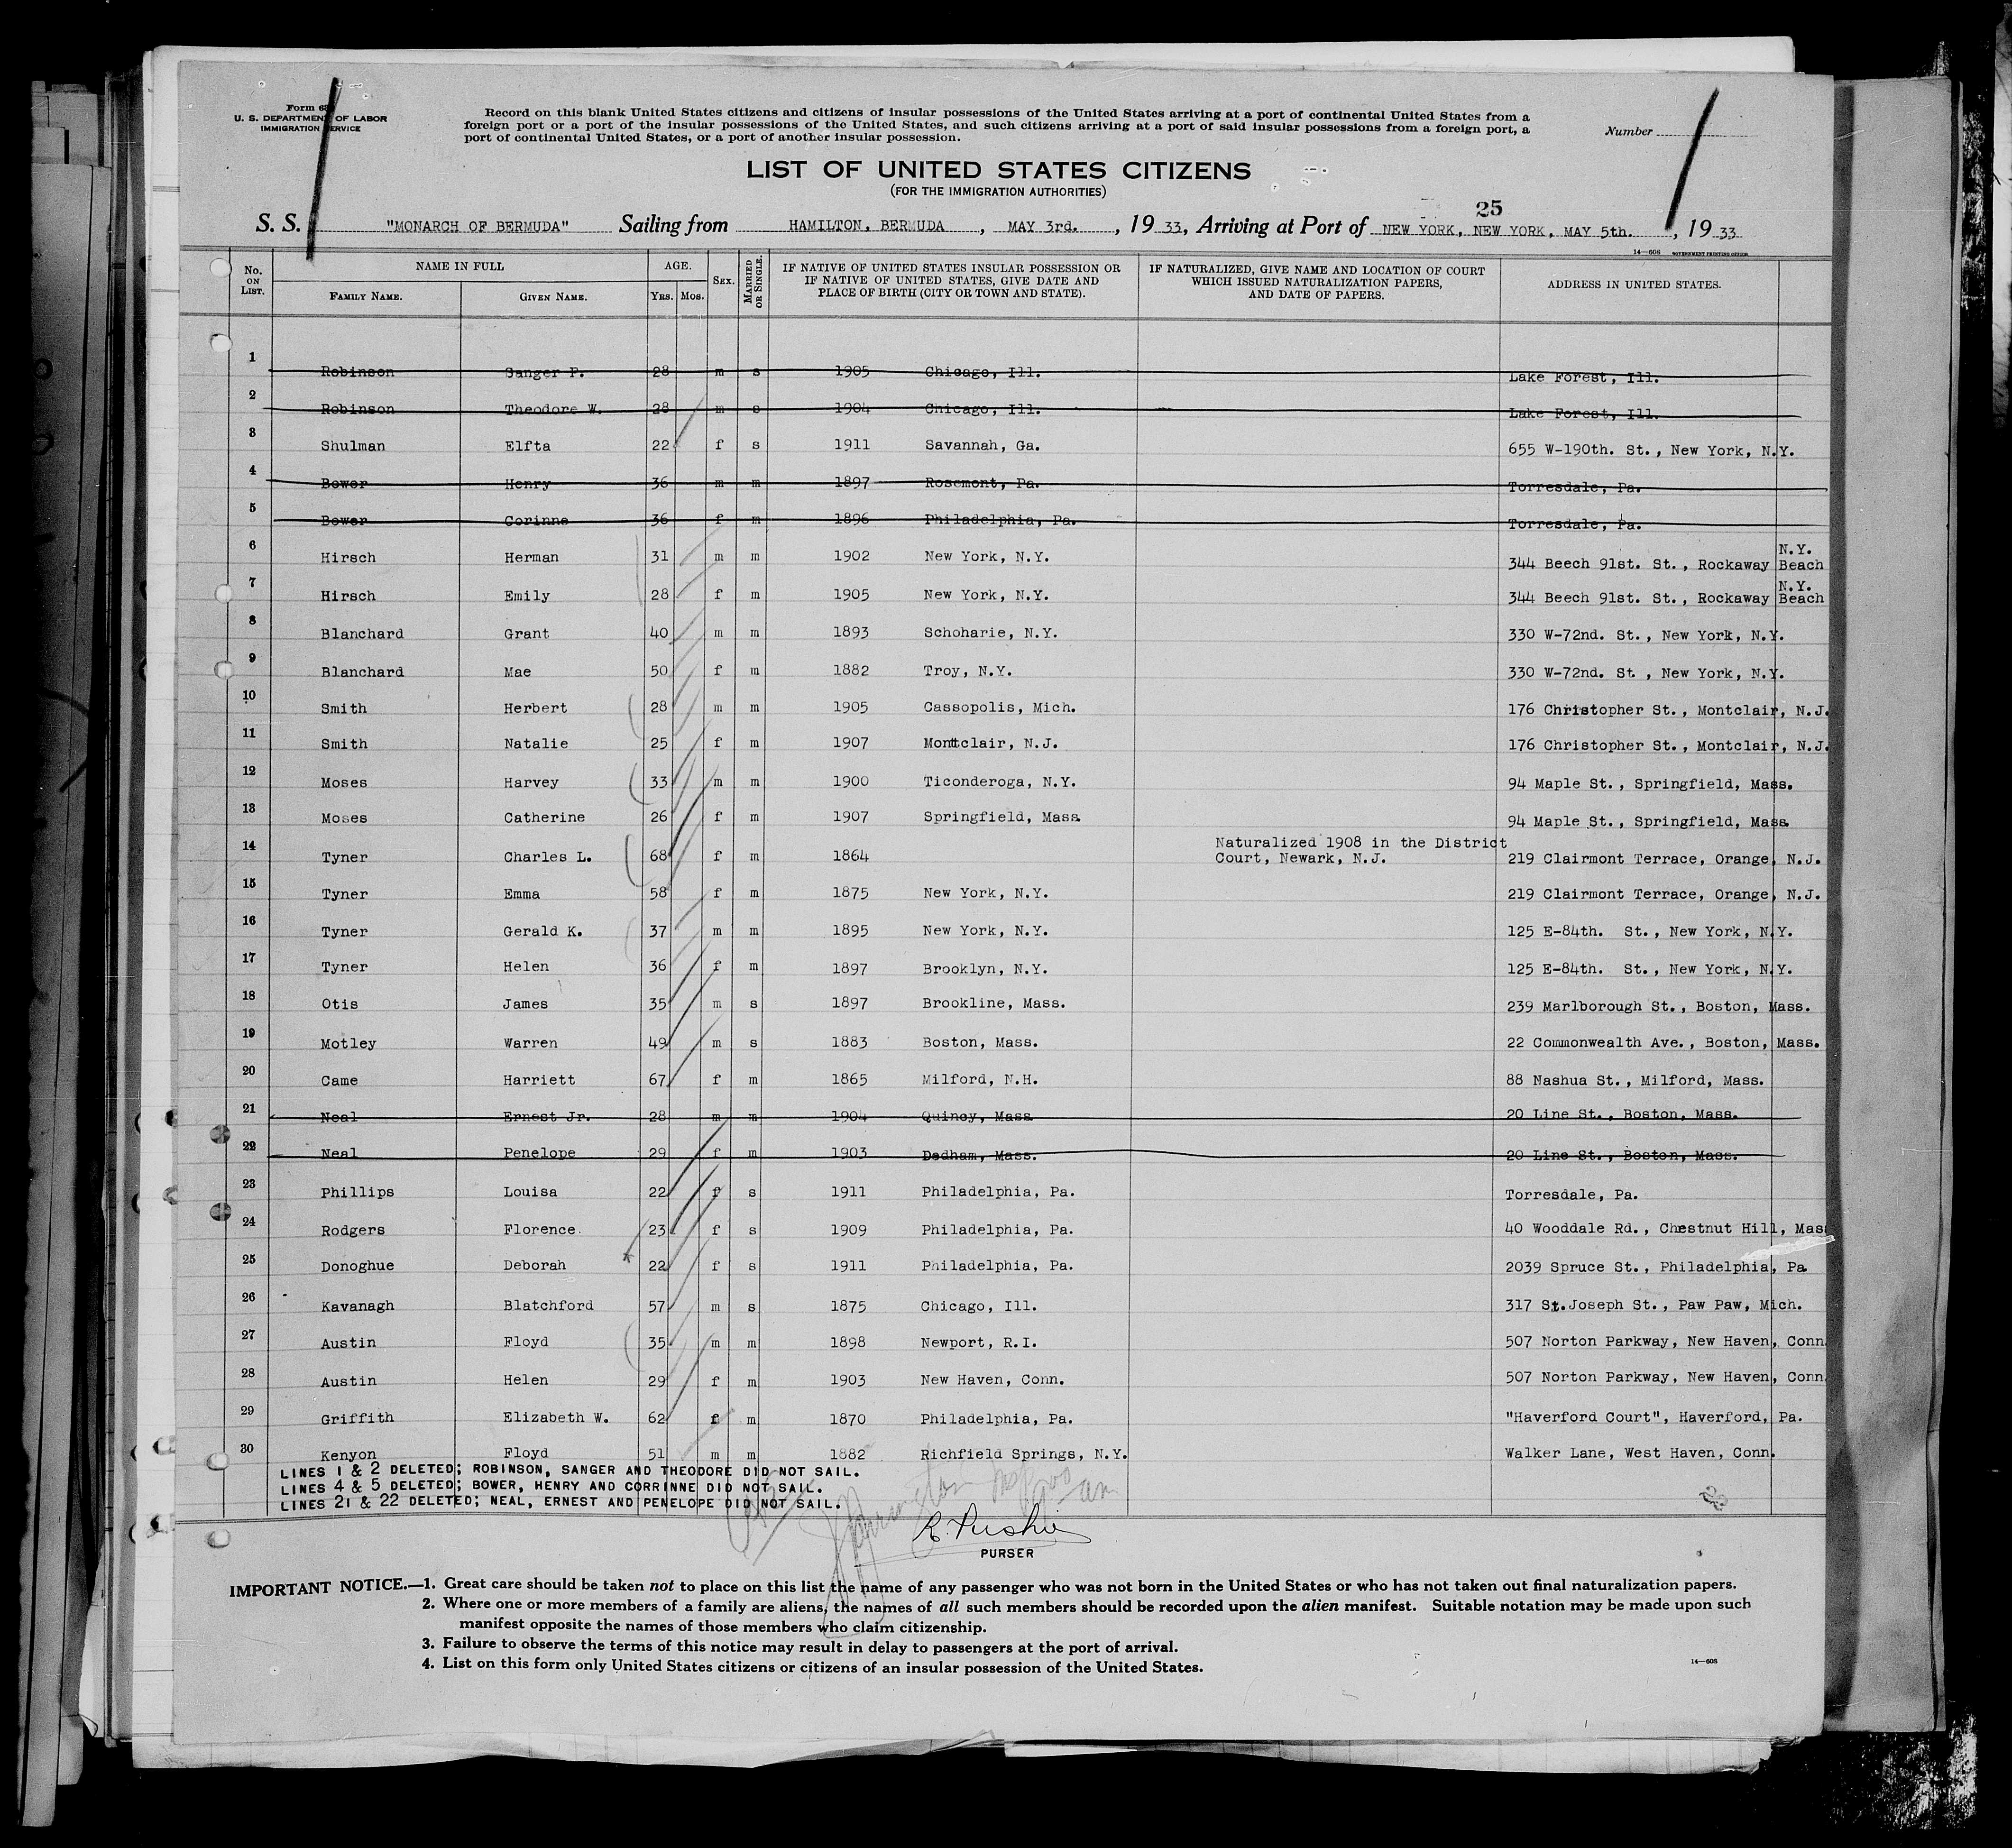 Form 63
U. S. DEPARTMENT OF LABOR
IMMIGRATION SERVICE
Record on this blank United States citizens and citizens of insular possessions of the United States arriving at a port of continental United States from a
foreign port or a port of the insular possessions of the United States, and such citizens arriving at a port of said insular possessions from a foreign port, a
port of continental United States, or a port of another insular possession.
Number
LIST OF UNITED STATES CITIZENS
(FOR THE IMMIGRATION AUTHORITIES)
25
S. S. "MONARCH OF BERMUDA" Sailing from HAMILTON, BERMUDA, MAY 3rd., 1933, Arriving at Port of NEW YORK, NEW YORK, MAY 5th., 1933
14—608 GOVERNMENT PRINTING OFFICE
No. ON LIST. NAME IN FULL FAMILY NAME. GIVEN NAME. AGE. YRS. MOS. SEX. MARRIED OR SINGLE. IF NATIVE OF UNITED STATES INSULAR POSSESSION OR IF NATIVE OF UNITED STATES, GIVE DATE AND PLACE OF BIRTH (CITY OR TOWN AND STATE). IF NATURALIZED, GIVE NAME AND LOCATION OF COURT WHICH ISSUED NATURALIZATION PAPERS, AND DATE OF PAPERS. ADDRESS IN UNITED STATES.
1 Robinson Sanger P. 28 m s 1905 Chicago, Ill. Lake Forest, Ill.
2 Robinson Theodore W. 28 m s 1904 Chicago, Ill. Lake Forest, Ill.
3 Shulman Elfta 22 f s 1911 Savannah, Ga. 655 W-190th. St., New York, N.Y.
4 Bower Henry 36 m m 1897 Rosemont, Pa. Torresdale, Pa.
5 Bower Corinne 36 f m 1896 Philadelphia, Pa. Torresdale, Pa.
6 Hirsch Herman 31 m m 1902 New York, N.Y. 344 Beech 91st. St., Rockaway Beach N.Y.
7 Hirsch Emily 28 f m 1905 New York, N.Y. 344 Beech 91st. St., Rockaway Beach N.Y.
8 Blanchard Grant 40 m m 1893 Schoharie, N.Y. 330 W-72nd. St., New York, N.Y.
9 Blanchard Mae 50 f m 1882 Troy, N.Y. 330 W-72nd. St., New York, N.Y.
10 Smith Herbert 28 m m 1905 Cassopolis, Mich. 176 Christopher St., Montclair, N.J.
11 Smith Natalie 25 f m 1907 Monttclair, N.J. 176 Christopher St., Montclair, N.J.
12 Moses Harvey 33 m m 1900 Ticonderoga, N.Y. 94 Maple St., Springfield, Mass.
13 Moses Catherine 26 f m 1907 Springfield, Mass 94 Maple St., Springfield, Mass
14 Tyner Charles L. 68 f m 1864 Naturalized 1908 in the District Court, Newark, N.J. 219 Clairmont Terrace, Orange, N.J.
15 Tyner Emma 58 f m 1875 New York, N.Y. 219 Clairmont Terrace, Orange, N.J.
16 Tyner Gerald K. 37 m m 1895 New York, N.Y. 125 E-84th. St., New York, N.Y.
17 Tyner Helen 36 f m 1897 Brooklyn, N.Y. 125 E-84th. St., New York, N.Y.
18 Otis James 35 m s 1897 Brookline, Mass. 239 Marlborough St., Boston, Mass.
19 Motley Warren 49 m s 1883 Boston, Mass. 22 Commonwealth Ave., Boston, Mass.
20 Came Harriett 67 f m 1865 Milford, N.H. 88 Nashua St., Milford, Mass.
21 Neal Ernest Jr. 28 m m 1904 Quincy, Mass 20 Line St., Boston, Mass.
22 Neal Penelope 29 f m 1903 Dedham, Mass. 20 Line St., Boston, Mass.
23 Phillips Louisa 22 f s 1911 Philadelphia, Pa. Torresdale, Pa.
24 Rodgers Florence 23 f s 1909 Philadelphia, Pa. 40 Wooddale Rd., Chestnut Hill, Mass
25 Donoghue Deborah 22 f s 1911 Philadelphia, Pa. 2039 Spruce St., Philadelphia, Pa
26 Kavanagh Blatchford 57 m s 1875 Chicago, Ill. 317 St.Joseph St., Paw Paw, Mich.
27 Austin Floyd 35 m m 1898 Newport, R.I. 507 Norton Parkway, New Haven, Conn
28 Austin Helen 29 f m 1903 New Haven, Conn. 507 Norton Parkway, New Haven, Conn
29 Griffith Elizabeth W. 62 f m 1870 Philadelphia, Pa. "Haverford Court", Haverford, Pa.
30 Kenyon Floyd 51 m m 1882 Richfield Springs, N.Y. Walker Lane, West Haven, Conn.
LINES 1 & 2 DELETED; ROBINSON, SANGER AND THEODORE DID NOT SAIL.
LINES 4 & 5 DELETED; BOWER, HENRY AND CORRINNE DID NOT SAIL.
LINES 21 & 22 DELETED; NEAL, ERNEST AND PENELOPE DID NOT SAIL.
PURSER
IMPORTANT NOTICE.—1. Great care should be taken not to place on this list the name of any passenger who was not born in the United States or who has not taken out final naturalization papers.
2. Where one or more members of a family are aliens, the names of all such members should be recorded upon the alien manifest. Suitable notation may be made upon such
manifest opposite the names of those members who claim citizenship.
3. Failure to observe the terms of this notice may result in delay to passengers at the port of arrival.
4. List on this form only United States citizens or citizens of an insular possession of the United States.
14—608